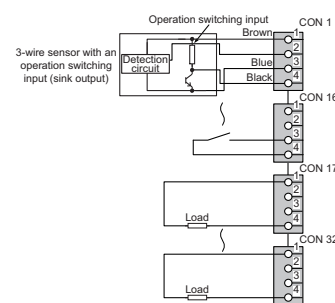 Operation switching input
CON 1
Brown
1
3-wire sensor with an
operation switching
input (sink output)
Detection
circuit
2
Blue
3
Black
4
CON 16
1
2
3
4
CON 17
1
2
3
Load
4
CON 32
1
2
3
Load
4